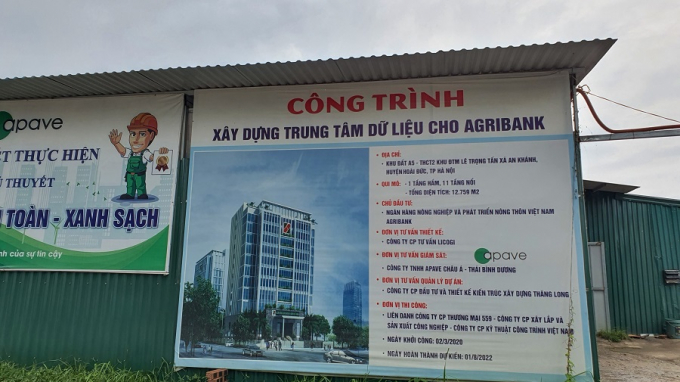 apave
ẾT THỰC HIỆN
THUYẾT
TOÀN - XANH SẠCH
nh của sự tin cậy
CÔNG TRÌNH
XÂY DỰNG TRUNG TÂM DỮ LIỆU CHO AGRIBANK
ĐỊA CHỈ:
KHU ĐẤT A5 - THCT2 KHU ĐTM LÊ TRỌNG TẤN XÃ AN KHÁNH,
HUYỆN HOÀI ĐỨC, TP HÀ NỘI
QUI MÔ: - 1 TẦNG HẦM, 11 TẦNG NỔI
- TỔNG DIỆN TÍCH: 12.759 M2
CHỦ ĐẦU TƯ:
NGÂN HÀNG NÔNG NGHIỆP VÀ PHÁT TRIỂN NÔNG THÔN VIỆT NAM
AGRIBANK
ĐƠN VỊ TƯ VẤN THIẾT KẾ:
CÔNG TY CP TƯ VẤN LICOGI
ĐƠN VỊ TƯ VẤN GIÁM SÁT:
apave
CÔNG TY TNHH APAVE CHÂU Á - THÁI BÌNH DƯƠNG
ĐƠN VỊ TƯ VẤN QUẢN LÝ DỰ ÁN:
CÔNG TY CP ĐẦU TƯ VÀ THIẾT KẾ KIẾN TRÚC XÂY DỰNG THĂNG LONG
ĐƠN VỊ THI CÔNG:
LIÊN DANH CÔNG TY CP THƯƠNG MẠI 559 - CÔNG TY CP XÂY LẮP VÀ
SẢN XUẤT CÔNG NGHIỆP - CÔNG TY CP KỸ THUẬT CÔNG TRÌNH VIỆT NAM
NGÀY KHỞI CÔNG: 02/3/2020
NGÀY HOÀN THÀNH DỰ KIẾN: 01/9/2022